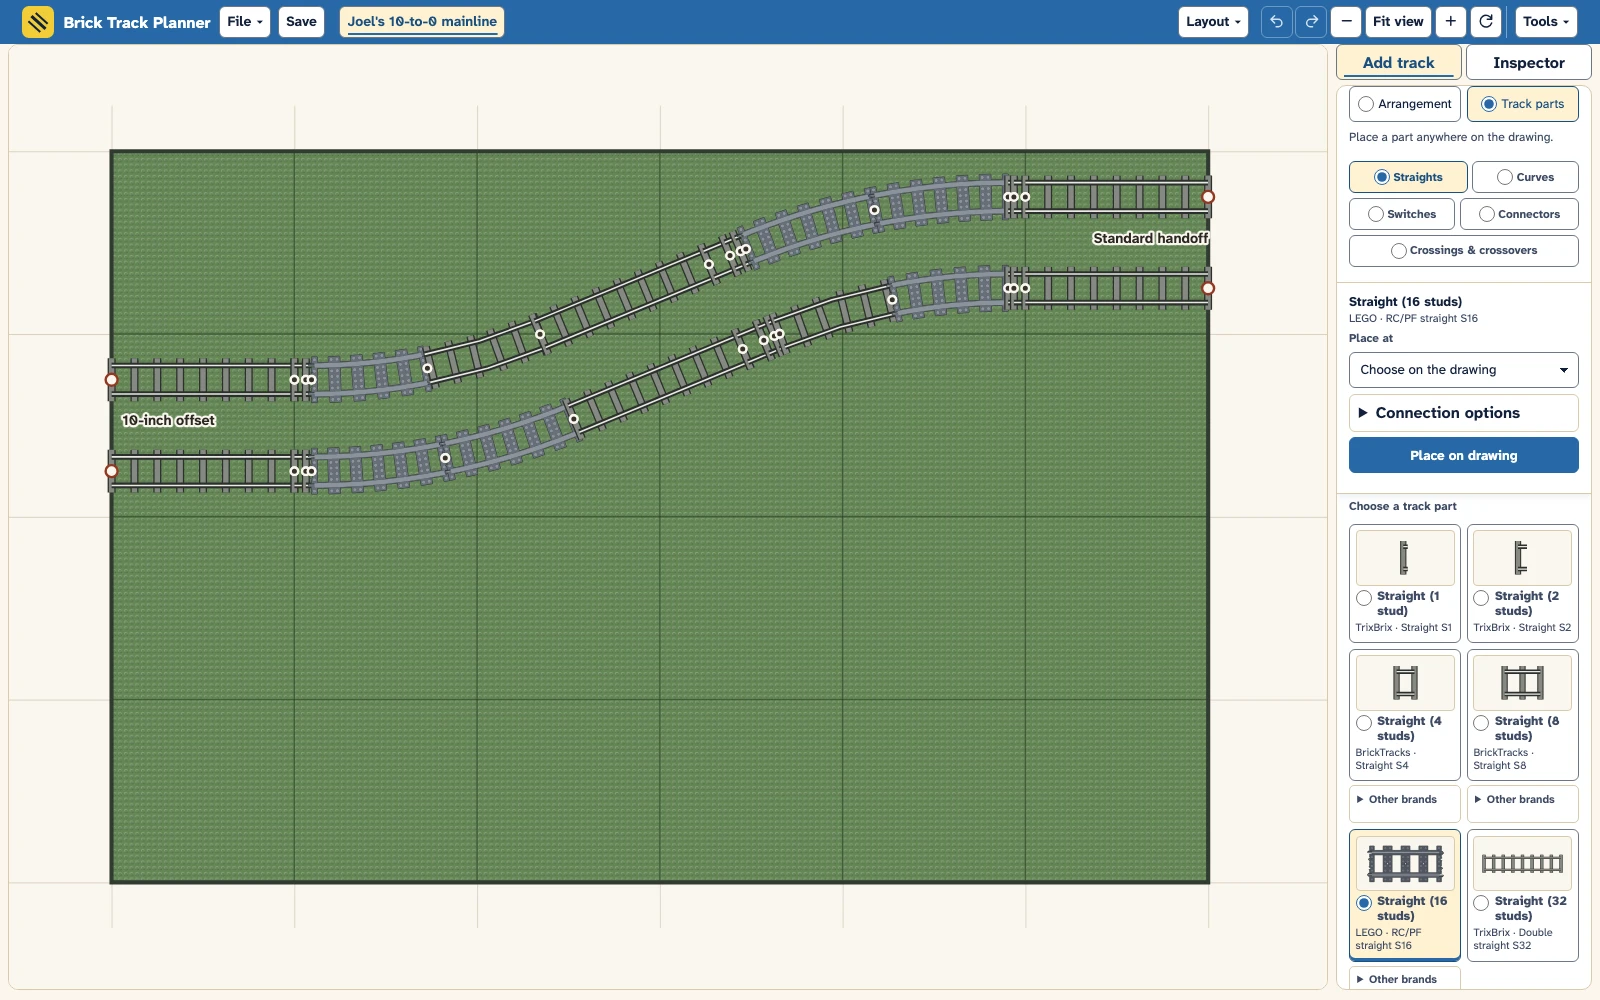 Brick Track Planner
File
Save
Joel's 10-to-0 mainline
Layout
Fit view
Tools
Add track
Inspector
Arrangement
Track parts
Place a part anywhere on the drawing.
Straights
Curves
Switches
Connectors
Crossings & crossovers
Standard handoff
10-inch offset
Straight (16 studs)
LEGO · RC/PF straight S16
Place at
Choose on the drawing
Connection options
Place on drawing
Choose a track part
Straight (1
stud)
TrixBrix · Straight S1
Straight (2
studs)
TrixBrix · Straight S2
Straight (4
studs)
BrickTracks ·
Straight S4
Straight (8
studs)
BrickTracks ·
Straight S8
Other brands
Other brands
Straight (16
studs)
LEGO · RC/PF
straight S16
Straight (32
studs)
TrixBrix · Double
straight S32
Other brands